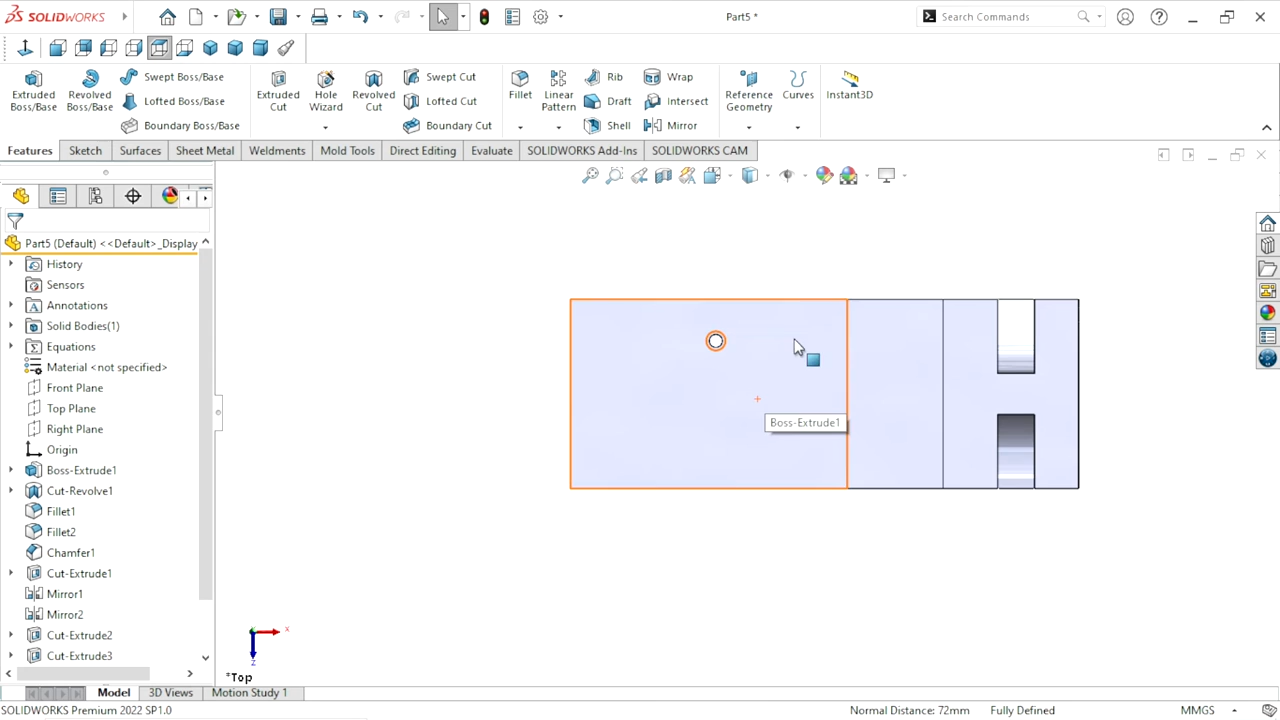 SOLIDWORKS
Part5 *
Search Commands
Extruded Boss/Base
Revolved Boss/Base
Swept Boss/Base
Lofted Boss/Base
Boundary Boss/Base
Extruded Cut
Hole Wizard
Revolved Cut
Swept Cut
Lofted Cut
Boundary Cut
Fillet
Linear Pattern
Rib
Draft
Shell
Wrap
Intersect
Mirror
Reference Geometry
Curves
Instant3D
Features
Sketch
Surfaces
Sheet Metal
Weldments
Mold Tools
Direct Editing
Evaluate
SOLIDWORKS Add-Ins
SOLIDWORKS CAM
Part5 (Default) <<Default>_Display
History
Sensors
Annotations
Solid Bodies(1)
Equations
Material <not specified>
Front Plane
Top Plane
Right Plane
Origin
Boss-Extrude1
Cut-Revolve1
Fillet1
Fillet2
Chamfer1
Cut-Extrude1
Mirror1
Mirror2
Cut-Extrude2
Cut-Extrude3
Boss-Extrude1
X
Z
*Top
Model
3D Views
Motion Study 1
SOLIDWORKS Premium 2022 SP1.0
Normal Distance: 72mm
Fully Defined
MMGS